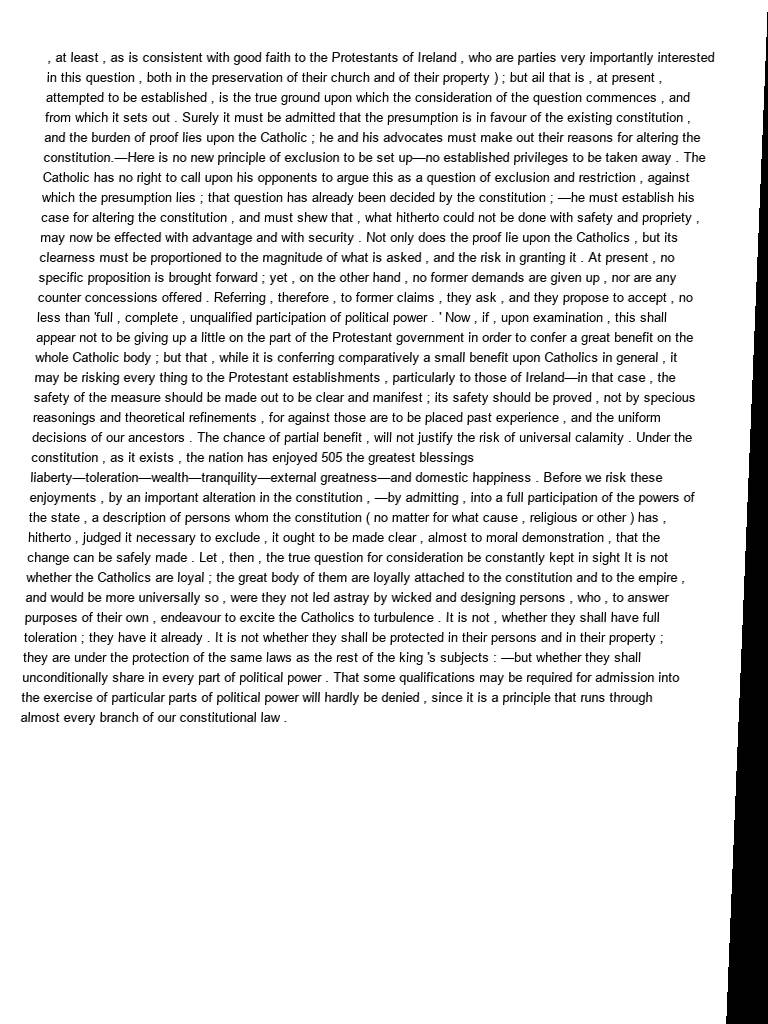 , at least , as is consistent with good faith to the Protestants of Ireland , who are parties very importantly interested
in this question , both in the preservation of their church and of their property ) ; but ail that is , at present ,
attempted to be established , is the true ground upon which the consideration of the question commences , and
from which it sets out . Surely it must be admitted that the presumption is in favour of the existing constitution ,
and the burden of proof lies upon the Catholic ; he and his advocates must make out their reasons for altering the
constitution.—Here is no new principle of exclusion to be set up—no established privileges to be taken away . The
Catholic has no right to call upon his opponents to argue this as a question of exclusion and restriction , against
which the presumption lies ; that question has already been decided by the constitution ; —he must establish his
case for altering the constitution , and must shew that , what hitherto could not be done with safety and propriety ,
may now be effected with advantage and with security . Not only does the proof lie upon the Catholics , but its
clearness must be proportioned to the magnitude of what is asked , and the risk in granting it . At present , no
specific proposition is brought forward ; yet , on the other hand , no former demands are given up , nor are any
counter concessions offered . Referring , therefore , to former claims , they ask , and they propose to accept , no
less than 'full , complete , unqualified participation of political power . ' Now , if , upon examination , this shall
appear not to be giving up a little on the part of the Protestant government in order to confer a great benefit on the
whole Catholic body ; but that , while it is conferring comparatively a small benefit upon Catholics in general , it
may be risking every thing to the Protestant establishments , particularly to those of Ireland—in that case , the
safety of the measure should be made out to be clear and manifest ; its safety should be proved , not by specious
reasonings and theoretical refinements , for against those are to be placed past experience , and the uniform
decisions of our ancestors . The chance of partial benefit , will not justify the risk of universal calamity . Under the
constitution , as it exists , the nation has enjoyed 505 the greatest blessings
liaberty—toleration—wealth—tranquility—external greatness—and domestic happiness . Before we risk these
enjoyments , by an important alteration in the constitution , —by admitting , into a full participation of the powers of
the state , a description of persons whom the constitution ( no matter for what cause , religious or other ) has ,
hitherto , judged it necessary to exclude , it ought to be made clear , almost to moral demonstration , that the
change can be safely made . Let , then , the true question for consideration be constantly kept in sight It is not
whether the Catholics are loyal ; the great body of them are loyally attached to the constitution and to the empire ,
and would be more universally so , were they not led astray by wicked and designing persons , who , to answer
purposes of their own , endeavour to excite the Catholics to turbulence . It is not , whether they shall have full
toleration ; they have it already . It is not whether they shall be protected in their persons and in their property ;
they are under the protection of the same laws as the rest of the king 's subjects : —but whether they shall
unconditionally share in every part of political power . That some qualifications may be required for admission into
the exercise of particular parts of political power will hardly be denied , since it is a principle that runs through
almost every branch of our constitutional law .